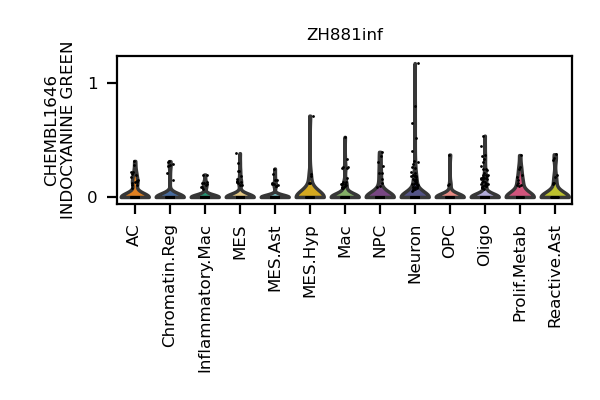 ZH881inf
CHEMBL1646
INDOCYANINE GREEN
1
0
AC
Chromatin.Reg
Inflammatory.Mac
MES
MES.Ast
MES.Hyp
Mac
NPC
Neuron
OPC
Oligo
Prolif.Metab
Reactive.Ast